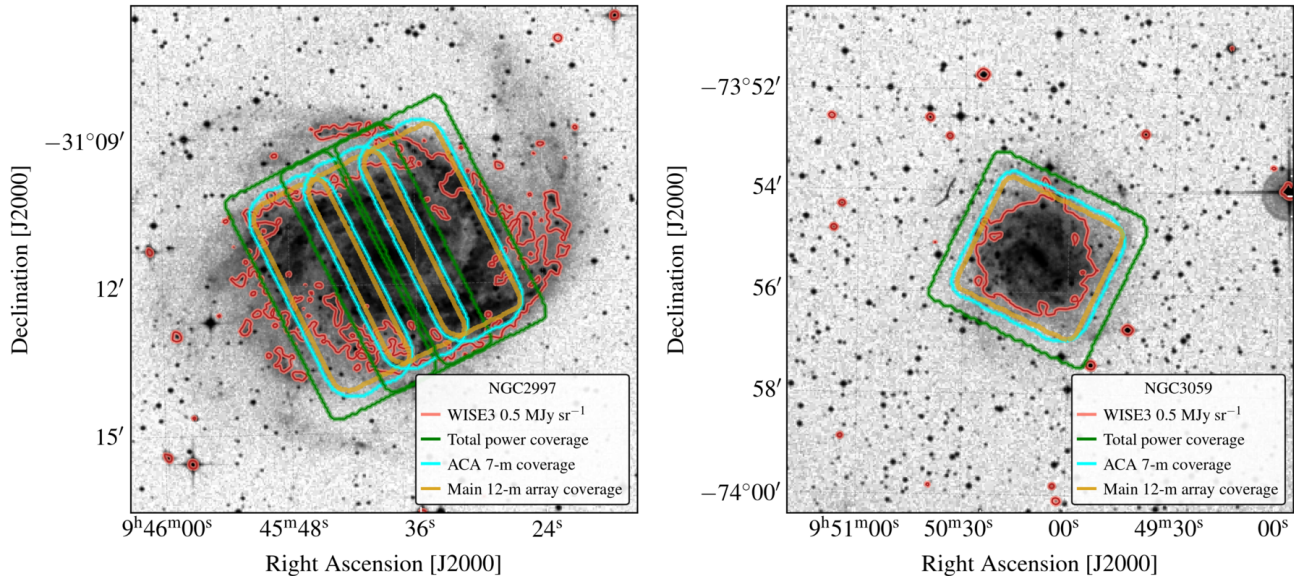 Declination [J2000]
−31°09′
12′
15′
9ʰ46ᵐ00ˢ
45ᵐ48ˢ
36ˢ
24ˢ
Right Ascension [J2000]
NGC2997
WISE3 0.5 MJy sr⁻¹
Total power coverage
ACA 7-m coverage
Main 12-m array coverage
Declination [J2000]
−73°52′
54′
56′
58′
−74°00′
9ʰ51ᵐ00ˢ
50ᵐ30ˢ
00ˢ
49ᵐ30ˢ
00ˢ
Right Ascension [J2000]
NGC3059
WISE3 0.5 MJy sr⁻¹
Total power coverage
ACA 7-m coverage
Main 12-m array coverage